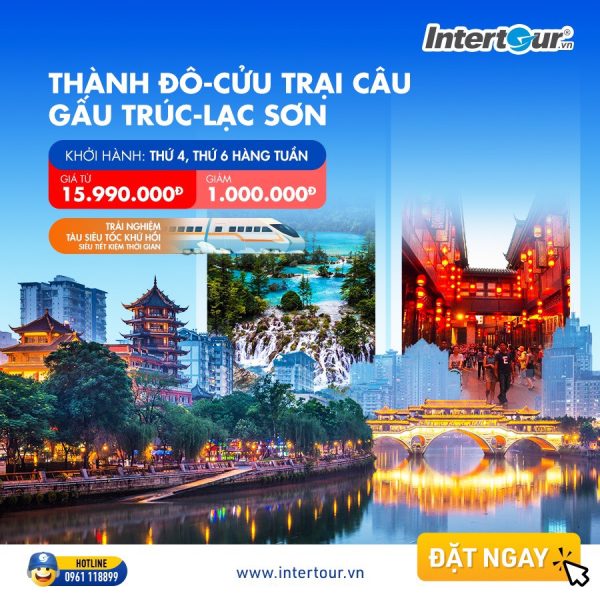 Intertour®.vn
THÀNH ĐÔ-CỬU TRẠI CÂU
GẤU TRÚC-LẠC SƠN
KHỞI HÀNH: THỨ 4, THỨ 6 HÀNG TUẦN
GIÁ TỪ
15.990.000Đ
GIẢM
1.000.000Đ
TRẢI NGHIỆM
TÀU SIÊU TỐC KHỨ HỒI
SIÊU TIẾT KIỆM THỜI GIAN
HOTLINE
0961 118899
www.intertour.vn
ĐẶT NGAY